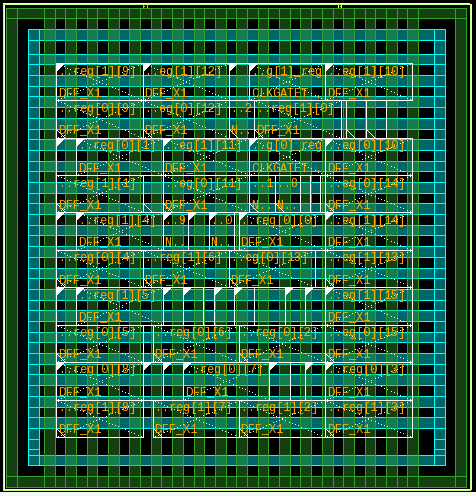 ..reg[1][9] ..eg[1][12] ..g[1]_reg ..eg[1][10]
DFF_X1 DFF_X1 CLKGATET.. DFF_X1
..reg[0][9] ..eg[0][12] ..2.. ..reg[1][0]
DFF_X1 DFF_X1 N.. DFF_X1
..reg[0][1] ..eg[1][11] ..g[0]_reg ..eg[0][10]
DFF_X1 DFF_X1 CLKGATET.. DFF_X1
..reg[1][1] ..eg[0][11] ..1.. ..6 ..eg[0][14]
DFF_X1 DFF_X1 N.. N.. DFF_X1
..reg[1][4] ..9 ..0 ..reg[0][0] ..eg[1][14]
DFF_X1 N.. N.. DFF_X1 DFF_X1
..reg[0][4] ..reg[1][6] ..eg[0][13] ..eg[1][13]
DFF_X1 DFF_X1 DFF_X1 DFF_X1
..reg[1][5] ..eg[1][15]
DFF_X1 DFF_X1
..reg[0][5] ..reg[0][6] ..reg[0][2] ..eg[0][15]
DFF_X1 DFF_X1 DFF_X1 DFF_X1
..reg[0][8] ..reg[0][7] ..reg[0][3]
DFF_X1 DFF_X1 DFF_X1
..reg[1][8] ..reg[1][7] ..reg[1][2] ..reg[1][3]
DFF_X1 DFF_X1 DFF_X1 DFF_X1